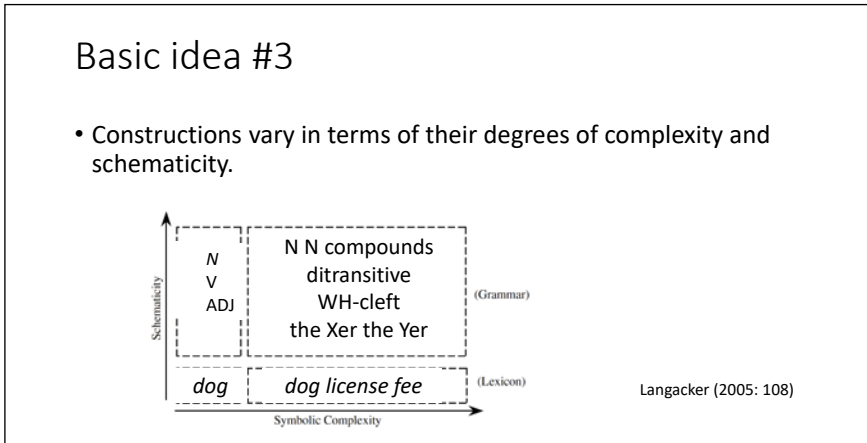 Basic idea #3
• Constructions vary in terms of their degrees of complexity and
schematicity.
Schematicity
N
V
ADJ
N N compounds
ditransitive
WH-cleft
the Xer the Yer
(Grammar)
dog
dog license fee
(Lexicon)
Symbolic Complexity
Langacker (2005: 108)